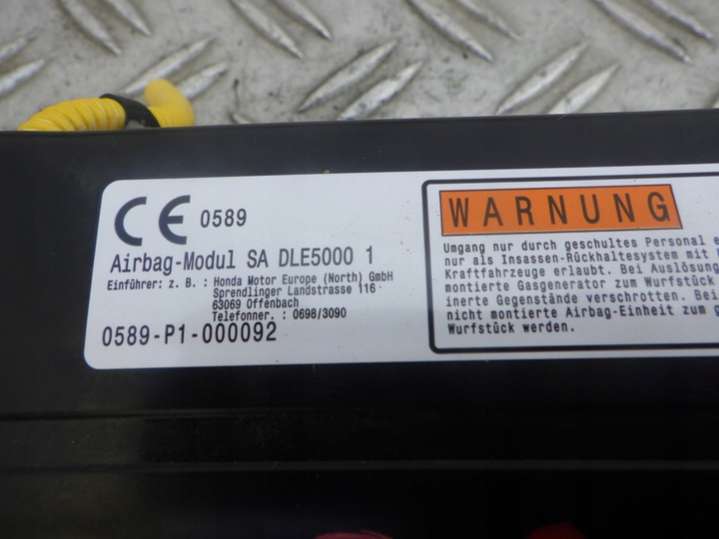 CE 0589
Airbag-Modul SA DLE5000 1
Einführer: z. B.: Honda Motor Europe (North) GmbH
Sprendlinger Landstrasse 116
63069 Offenbach
Telefonner.: 0698/3090
0589-P1-000092
WARNUNG
Umgang nur durch geschultes Personal
nur als Insassen-Rückhaltesystem mit
Kraftfahrzeuge erlaubt. Bei Auslösung
montierte Gasgenerator zum Wurfstück
inerte Gegenstände verschrotten. Bei
nicht montierte Airbag-Einheit zum
Wurfstück werden.